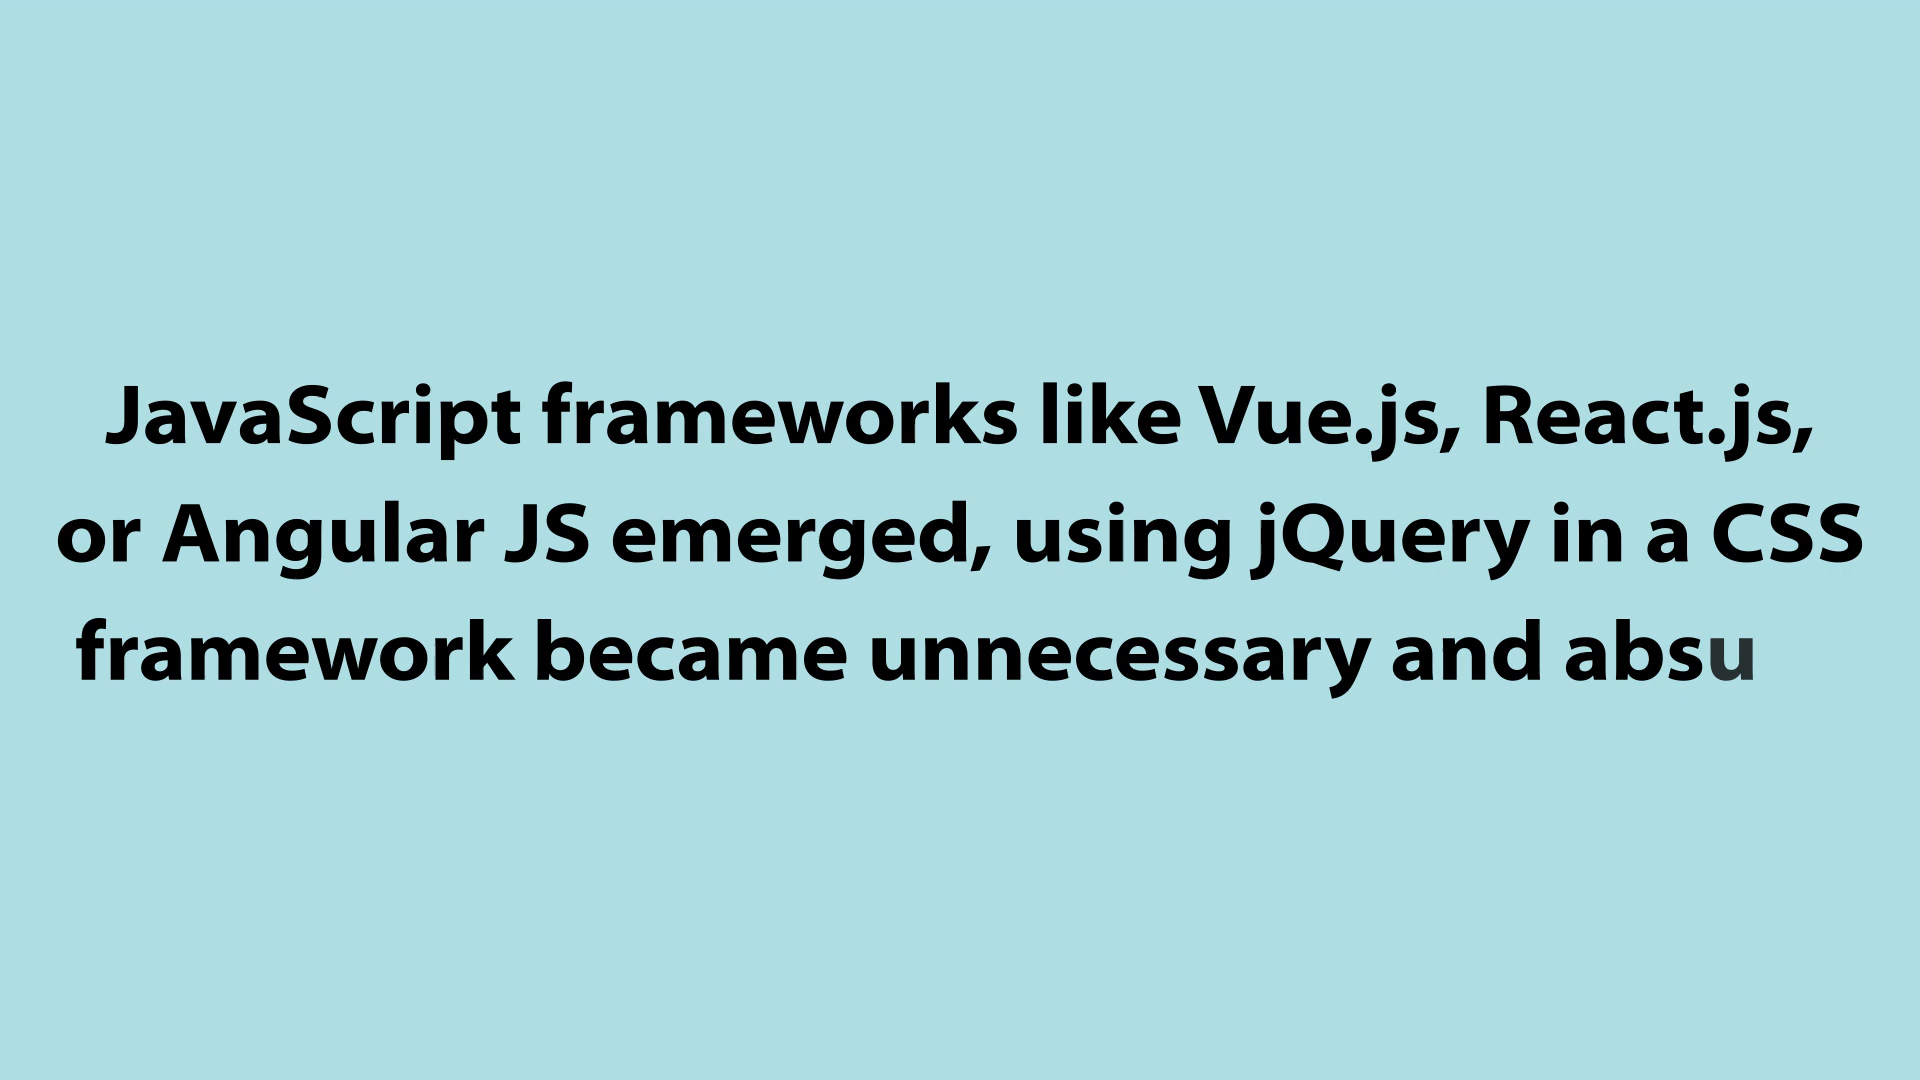 JavaScript frameworks like Vue.js, React.js,
or Angular JS emerged, using jQuery in a CSS
framework became unnecessary and absu